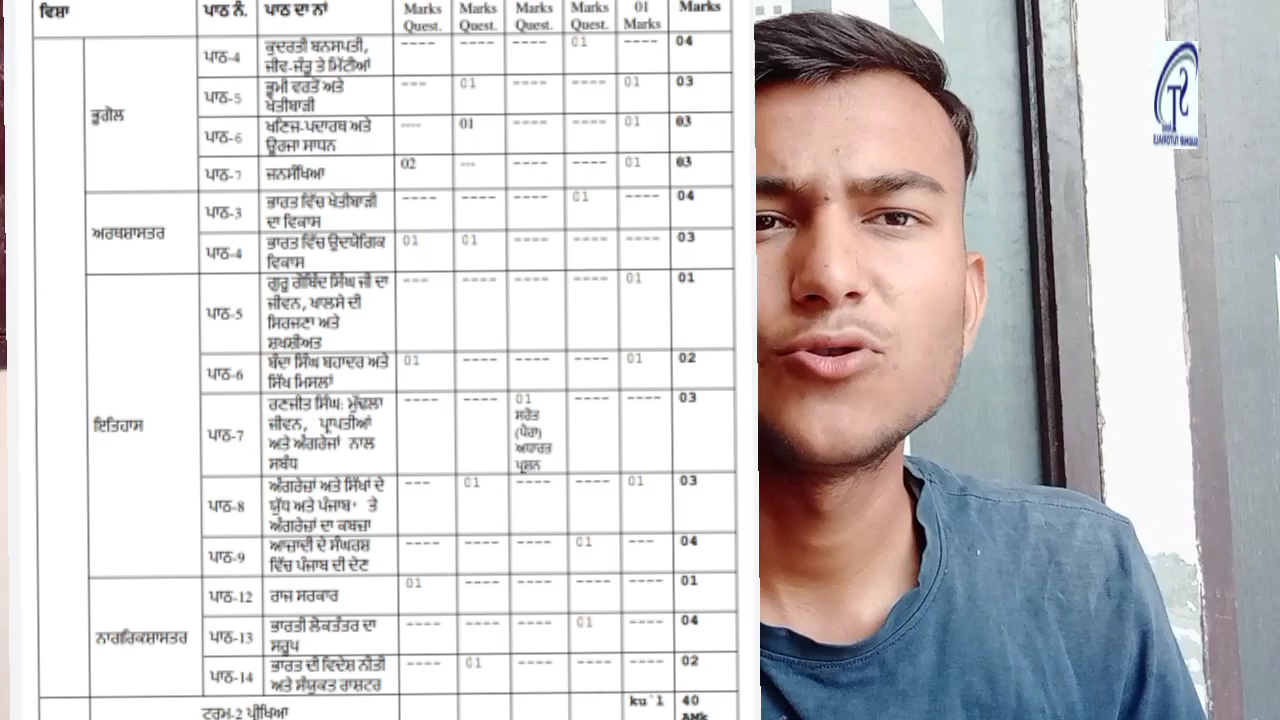 ਵਿਸ਼ਾ ਪਾਠ ਨੰ. ਪਾਠ ਦਾ ਨਾਂ Marks Quest. Marks Quest. Marks Quest. Marks Quest. 01 Marks Marks
ਭੂਗੋਲ
ਪਾਠ-4 ਕੁਦਰਤੀ ਬਨਸਪਤੀ, ---- ---- ---- 01 ---- 04
ਜੀਵ-ਜੰਤੂ ਤੇ ਮਿੱਟੀਆਂ
ਪਾਠ-5 ਭੂਮੀ ਵਰਤੋਂ ਅਤੇ --- 01 ---- ---- 01 03
ਖੇਤੀਬਾੜੀ
ਪਾਠ-6 ਖਣਿਜ-ਪਦਾਰਥ ਅਤੇ ---- 01 ---- ---- 01 03
ਊਰਜਾ ਸਾਧਨ
ਪਾਠ-7 ਜਨਸੰਖਿਆ 02 --- ---- ---- 01 03
ਅਰਥਸ਼ਾਸਤਰ
ਪਾਠ-3 ਭਾਰਤ ਵਿੱਚ ਖੇਤੀਬਾੜੀ ---- ---- ---- 01 ---- 04
ਦਾ ਵਿਕਾਸ
ਪਾਠ-4 ਭਾਰਤ ਵਿੱਚ ਉਦਯੋਗਿਕ 01 01 ---- ---- ---- 03
ਵਿਕਾਸ
ਇਤਿਹਾਸ
ਪਾਠ-5 ਗੁਰੂ ਗੋਬਿੰਦ ਸਿੰਘ ਜੀ ਦਾ --- ---- ---- ---- 01 01
ਜੀਵਨ, ਖਾਲਸੇ ਦੀ
ਸਿਰਜਣਾ ਅਤੇ
ਸ਼ਖਸ਼ੀਅਤ
ਪਾਠ-6 ਬੰਦਾ ਸਿੰਘ ਬਹਾਦਰ ਅਤੇ 01 ---- ---- ---- 01 02
ਸਿੱਖ ਮਿਸਲਾਂ
ਪਾਠ-7 ਰਣਜੀਤ ਸਿੰਘ: ਮੁੱਢਲਾ ---- ---- 01 ---- ---- 03
ਜੀਵਨ, ਪ੍ਰਾਪਤੀਆਂ ਸਰੋਤ
ਅਤੇ ਅੰਗਰੇਜਾਂ ਨਾਲ (ਪੈਰਾ)
ਸਬੰਧ ਅਧਾਰਤ
ਪ੍ਰਸ਼ਨ
ਪਾਠ-8 ਅੰਗਰੇਜ਼ਾਂ ਅਤੇ ਸਿੱਖਾਂ ਦੇ --- 01 ---- ---- 01 03
ਯੁੱਧ ਅਤੇ ਪੰਜਾਬ' ਤੇ
ਅੰਗਰੇਜ਼ਾਂ ਦਾ ਕਬਜ਼ਾ
ਪਾਠ-9 ਆਜ਼ਾਦੀ ਦੇ ਸੰਘਰਸ਼ ---- ---- ---- 01 --- 04
ਵਿੱਚ ਪੰਜਾਬ ਦੀ ਦੇਣ
ਨਾਗਰਿਕਸ਼ਾਸਤਰ
ਪਾਠ-12 ਰਾਜ ਸਰਕਾਰ 01 ---- ---- ---- ---- 01
ਪਾਠ-13 ਭਾਰਤੀ ਲੋਕਤੰਤਰ ਦਾ ---- ---- ---- 01 ---- 04
ਸਰੂਪ
ਪਾਠ-14 ਭਾਰਤ ਦੀ ਵਿਦੇਸ਼ ਨੀਤੀ ---- 01 ---- ---- ---- 02
ਅਤੇ ਸੰਯੁਕਤ ਰਾਸ਼ਟਰ
ਟਰਮ-2 ਪ੍ਰੀਖਿਆ ku`l 40
TUTORIALS